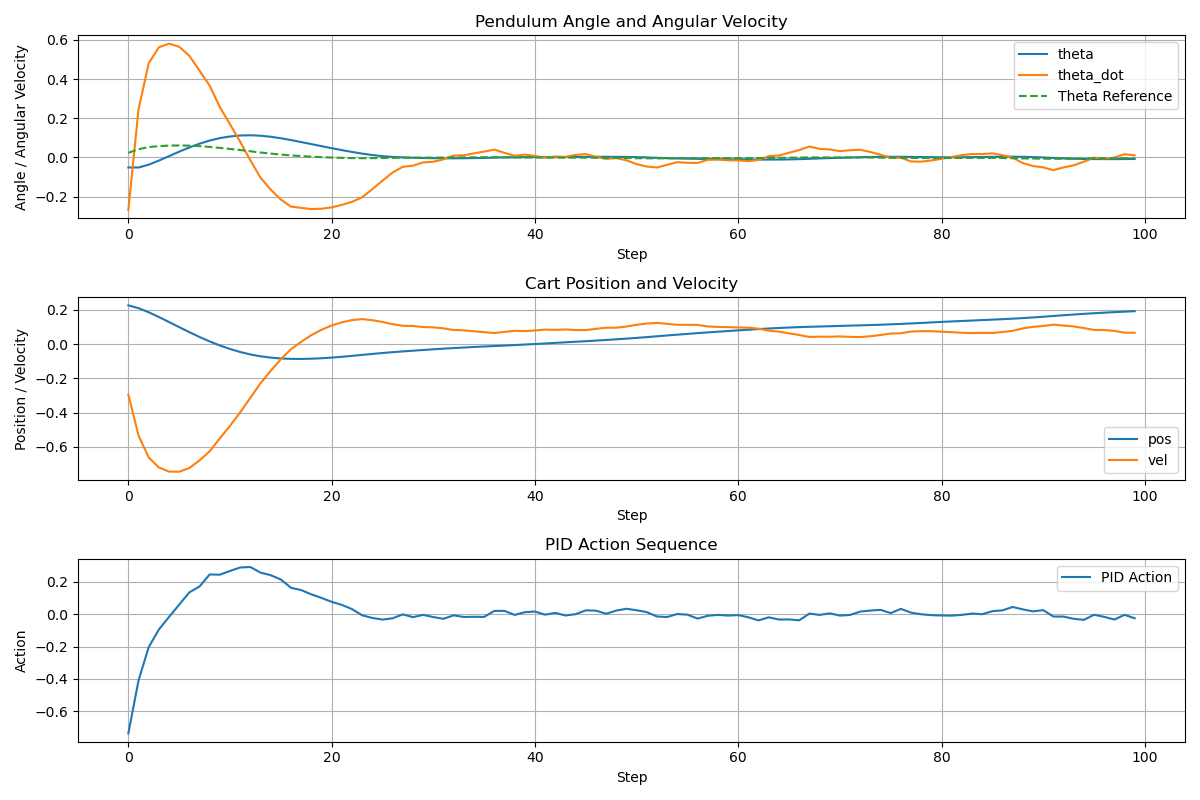 Pendulum Angle and Angular Velocity
Angle / Angular Velocity
0.6
0.4
0.2
0.0
−0.2
theta
theta_dot
Theta Reference
0 20 40 60 80 100
Step
Cart Position and Velocity
Position / Velocity
0.2
0.0
−0.2
−0.4
−0.6
pos
vel
0 20 40 60 80 100
Step
PID Action Sequence
Action
0.2
0.0
−0.2
−0.4
−0.6
PID Action
0 20 40 60 80 100
Step